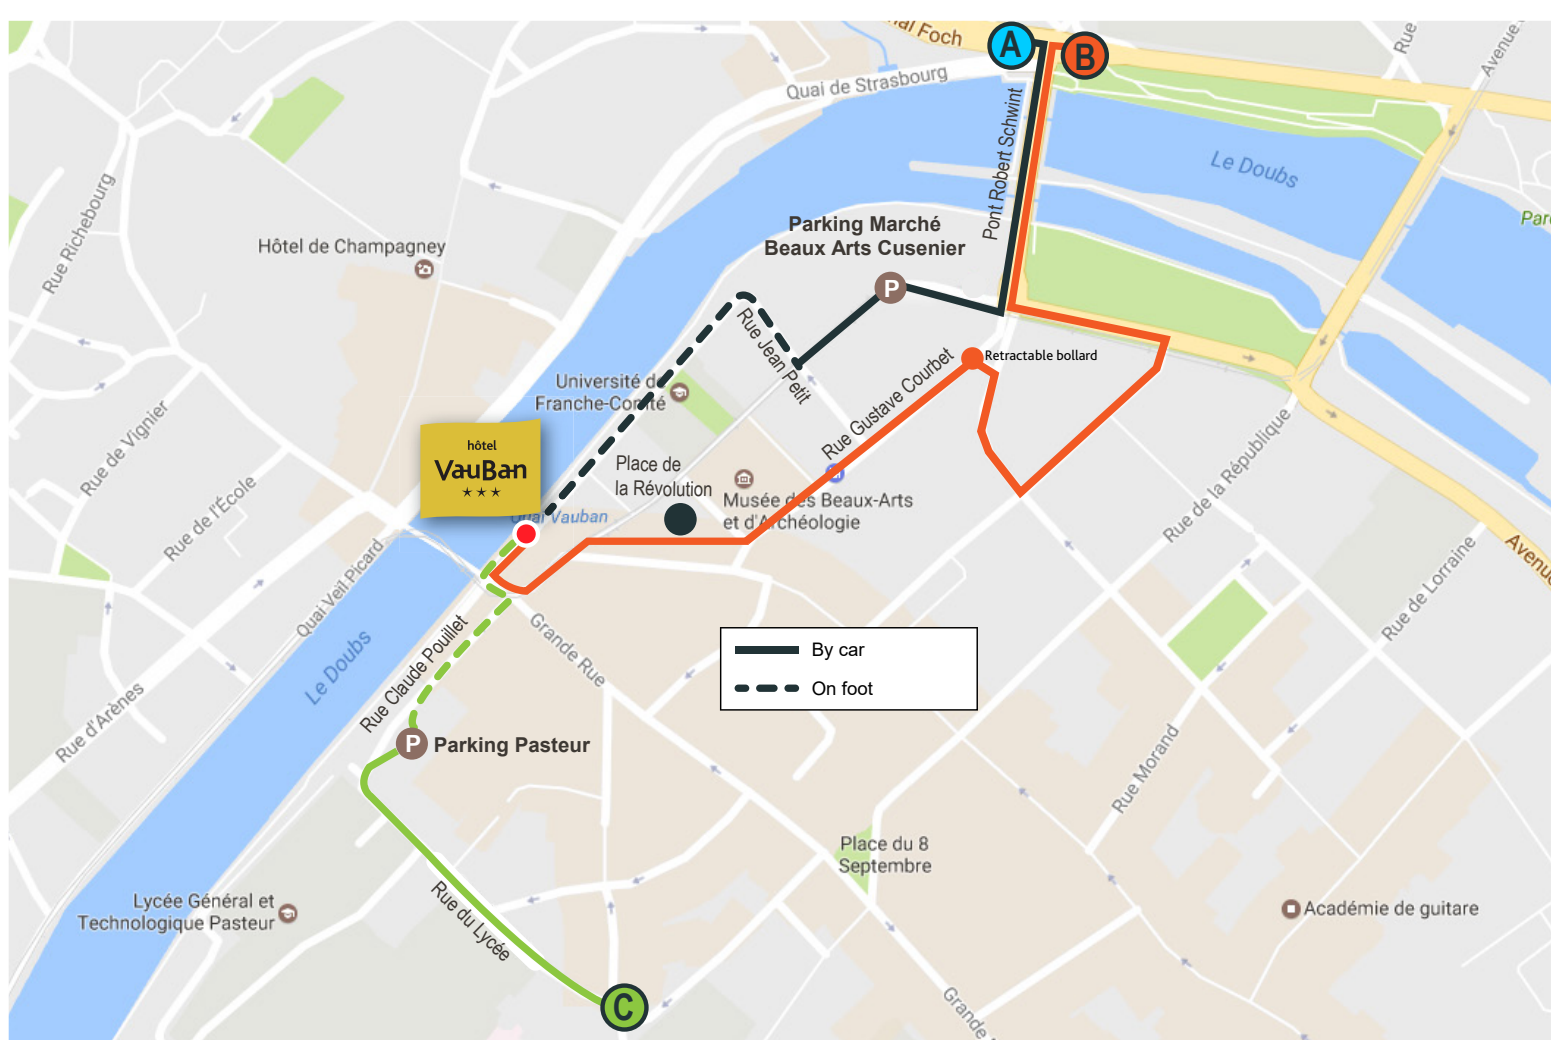 al Foch
A
B
Rue
Avenue
Quai de Strasbourg
Pont Robert Schwint
Le Doubs
Rue Richebourg
Hôtel de Champagney
Parking Marché
Beaux Arts Cusenier
P
Rue Jean Petit
Retractable bollard
Rue Gustave Courbet
Université de
Franche-Comté
Rue de Vignier
hôtel
VauBan
Place de
la Révolution
Musée des Beaux-Arts
et d'Archéologie
Quai Vauban
Rue de l'École
Rue de la République
Avenue
Rue de Lorraine
Quai Veil-Picard
Le Doubs
Rue Claude Pouillet
Grande Rue
By car
On foot
Rue d'Arènes
P
Parking Pasteur
Rue Morand
Place du 8
Septembre
Rue du Lycée
Lycée Général et
Technologique Pasteur
Académie de guitare
C
Grande